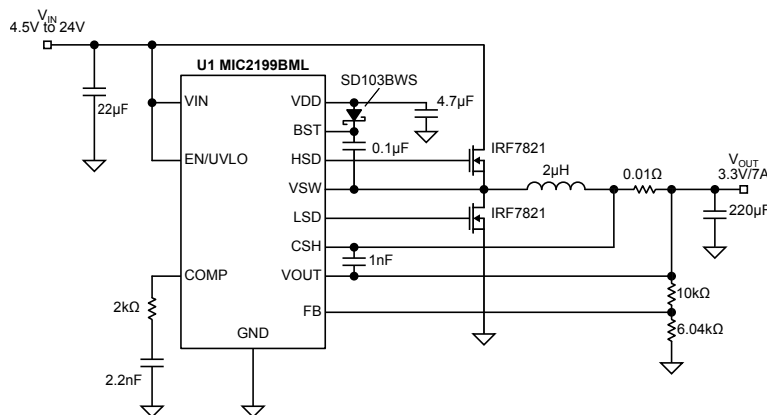 VIN
4.5V to 24V
U1 MIC2199BML
SD103BWS
22µF
VIN
VDD
4.7µF
BST
EN/UVLO
HSD
0.1µF
IRF7821
VSW
2µH
0.01Ω
VOUT
3.3V/7A
LSD
IRF7821
220µF
CSH
COMP
VOUT
1nF
2kΩ
10kΩ
FB
6.04kΩ
GND
2.2nF